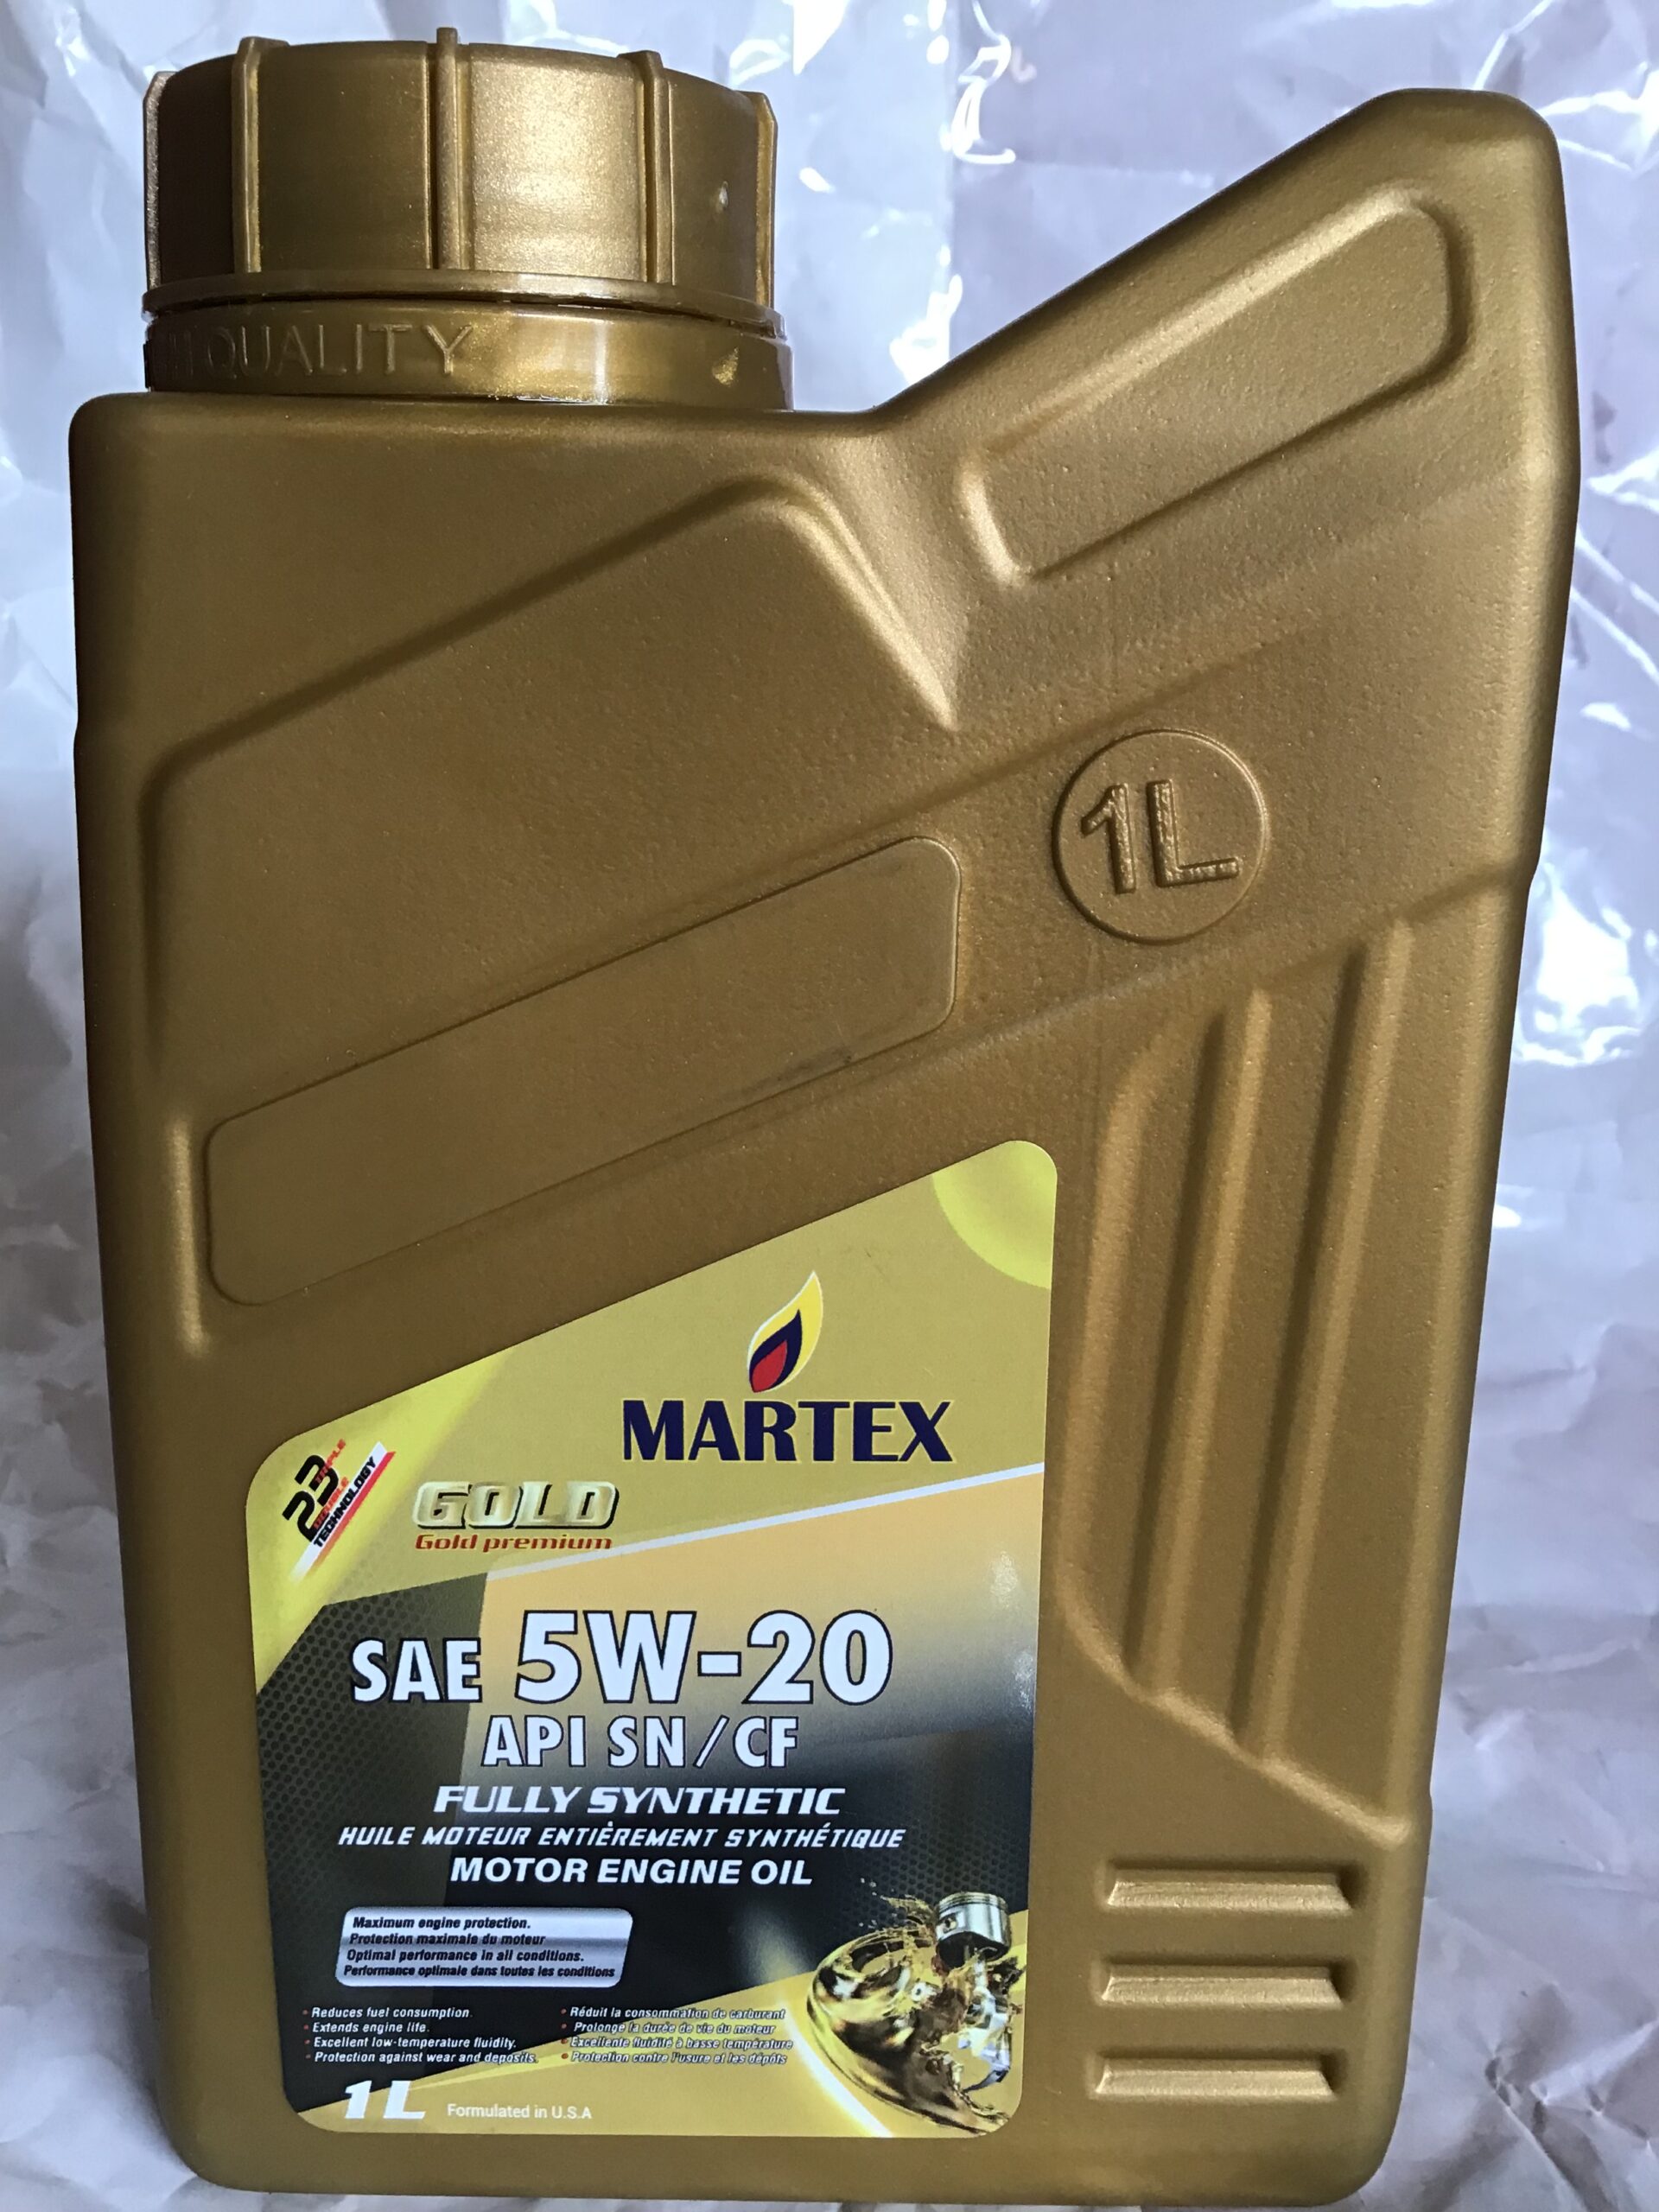 QUALITY
1L
MARTEX
23
TRIPLE
DOUBLE
TECHNOLOGY
GOLD
Gold premium
SAE 5W-20
API SN/CF
FULLY SYNTHETIC
HUILE MOTEUR ENTIÈREMENT SYNTHÉTIQUE
MOTOR ENGINE OIL
Maximum engine protection.
Protection maximale du moteur
Optimal performance in all conditions.
Performance optimale dans toutes les conditions
• Reduces fuel consumption.
• Extends engine life.
• Excellent low-temperature fluidity.
• Protection against wear and deposits.
• Réduit la consommation de carburant
• Prolonge la durée de vie du moteur
• Excellente fluidité à basse température
• Protection contre l'usure et les dépôts
1L Formulated in U.S.A